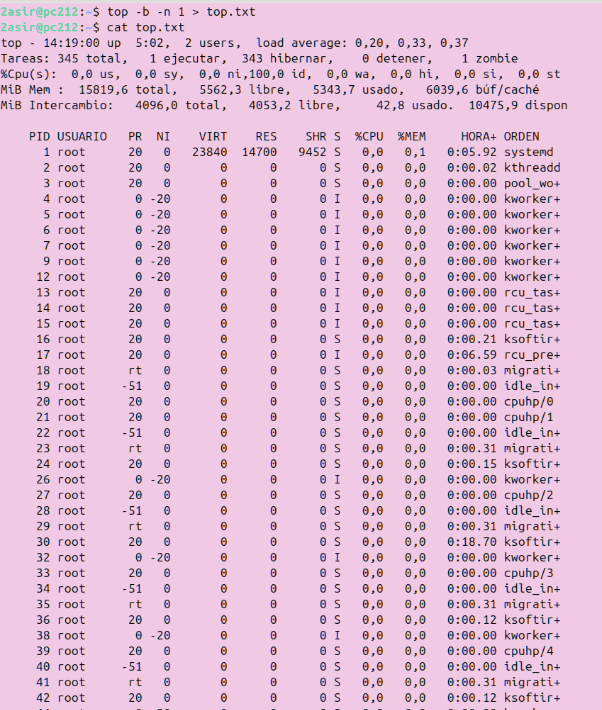 2asir@pc212:~$ top -b -n 1 > top.txt
2asir@pc212:~$ cat top.txt
top - 14:19:00 up  5:02,  2 users,  load average: 0,20, 0,33, 0,37
Tareas: 345 total,   1 ejecutar,  343 hibernar,    0 detener,    1 zombie
%Cpu(s):  0,0 us,  0,0 sy,  0,0 ni,100,0 id,  0,0 wa,  0,0 hi,  0,0 si,  0,0 st
MiB Mem :  15819,6 total,   5562,3 libre,   5343,7 usado,   6039,6 búf/caché
MiB Intercambio:   4096,0 total,   4053,2 libre,     42,8 usado.  10475,9 dispon
PID USUARIO   PR  NI    VIRT    RES    SHR S  %CPU  %MEM     HORA+ ORDEN
1 root      20   0   23840  14700   9452 S   0,0   0,1   0:05.92 systemd
2 root      20   0       0      0      0 S   0,0   0,0   0:00.02 kthreadd
3 root      20   0       0      0      0 S   0,0   0,0   0:00.00 pool_wo+
4 root       0 -20       0      0      0 I   0,0   0,0   0:00.00 kworker+
5 root       0 -20       0      0      0 I   0,0   0,0   0:00.00 kworker+
6 root       0 -20       0      0      0 I   0,0   0,0   0:00.00 kworker+
7 root       0 -20       0      0      0 I   0,0   0,0   0:00.00 kworker+
9 root       0 -20       0      0      0 I   0,0   0,0   0:00.00 kworker+
12 root       0 -20       0      0      0 I   0,0   0,0   0:00.00 kworker+
13 root      20   0       0      0      0 I   0,0   0,0   0:00.00 rcu_tas+
14 root      20   0       0      0      0 I   0,0   0,0   0:00.00 rcu_tas+
15 root      20   0       0      0      0 I   0,0   0,0   0:00.00 rcu_tas+
16 root      20   0       0      0      0 S   0,0   0,0   0:00.21 ksoftir+
17 root      20   0       0      0      0 I   0,0   0,0   0:06.59 rcu_pre+
18 root      rt   0       0      0      0 S   0,0   0,0   0:00.03 migrati+
19 root     -51   0       0      0      0 S   0,0   0,0   0:00.00 idle_in+
20 root      20   0       0      0      0 S   0,0   0,0   0:00.00 cpuhp/0
21 root      20   0       0      0      0 S   0,0   0,0   0:00.00 cpuhp/1
22 root     -51   0       0      0      0 S   0,0   0,0   0:00.00 idle_in+
23 root      rt   0       0      0      0 S   0,0   0,0   0:00.31 migrati+
24 root      20   0       0      0      0 S   0,0   0,0   0:00.15 ksoftir+
26 root       0 -20       0      0      0 I   0,0   0,0   0:00.00 kworker+
27 root      20   0       0      0      0 S   0,0   0,0   0:00.00 cpuhp/2
28 root     -51   0       0      0      0 S   0,0   0,0   0:00.00 idle_in+
29 root      rt   0       0      0      0 S   0,0   0,0   0:00.31 migrati+
30 root      20   0       0      0      0 S   0,0   0,0   0:18.70 ksoftir+
32 root       0 -20       0      0      0 I   0,0   0,0   0:00.00 kworker+
33 root      20   0       0      0      0 S   0,0   0,0   0:00.00 cpuhp/3
34 root     -51   0       0      0      0 S   0,0   0,0   0:00.00 idle_in+
35 root      rt   0       0      0      0 S   0,0   0,0   0:00.31 migrati+
36 root      20   0       0      0      0 S   0,0   0,0   0:00.12 ksoftir+
38 root       0 -20       0      0      0 I   0,0   0,0   0:00.00 kworker+
39 root      20   0       0      0      0 S   0,0   0,0   0:00.00 cpuhp/4
40 root     -51   0       0      0      0 S   0,0   0,0   0:00.00 idle_in+
41 root      rt   0       0      0      0 S   0,0   0,0   0:00.31 migrati+
42 root      20   0       0      0      0 S   0,0   0,0   0:00.12 ksoftir+